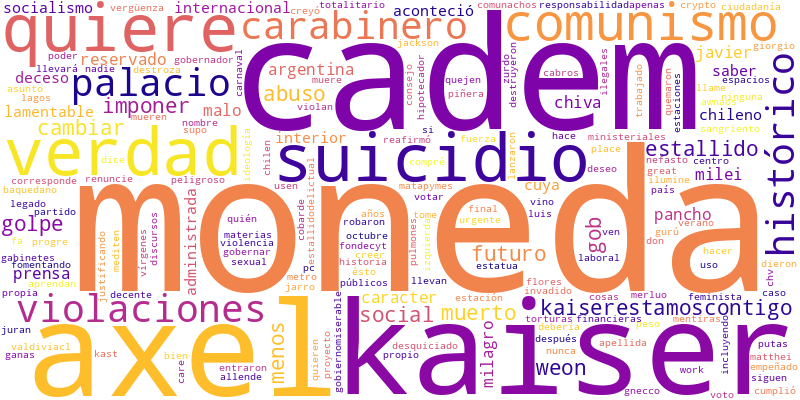 socialismo
vergüenza
internacional
creyó
totalitario
aconteció
comunachos
responsabilidadapenas
crypto
ciudadanía
quiere
carabinero
comunismo
cadem
poder
llevará
nadie
gobernador
reservado
carnaval
jackson
consejo
hipotecador
destruyeron
javier
giorgio
palacio
deceso
destroza
argentina
muere
violan
piñera
quejen
cabros
ilegales
trabajado
quemaron
estaciones
saber
espacios
llame
ninguna
asunto
lagos
imponer
malo
abuso
chiva
chileno
sangriento
lamentable
mueren
nombre
supo
si
reafirmó
fuerza
lanzaron
hace
ministeriales
cambiar
interior
place
estallido
histórico
verdad
dice
ideología
chilen
suicidio
compré
deseo
nefasto
centro
great
milei
ilumine
corresponde
renuncie
peligroso
usen
matapymes
votar
cuya
país
baquedano
legado
partido
golpe
fa
progre
moneda
quién
materias
violencia
gobernar
sexual
cobarde
estallidodelictual
años
robaron
octubre
fondecyt
creer
historia
ésto
públicos
tome
izquierda
final
urgente
vino
luis
pulmones
llevan
futuro
estatua
gob
laboral
ven
pancho
gurú
verano
don
hacer
uso
dieron
chv
gabinetes
fomentando
prensa
aprendan
mediten
justificando
vírgenes
discursos
administrada
pc
metro
jarro
caracter
estación
flores
invadido
cosas
merluo
feminista
caso
propia
decente
violaciones
menos
social
muerto
kaiserestamoscontigo
torturas
financieras
mentiras
juran
valdiviacl
ganas
kast
bien
axel
kaiser
care
entraron
allende
quieren
proyecto
gobiernomiserable
desquiciado
propio
milagro
weon
debería
después
nunca
peso
apellida
gnecco
work
incluyendo
putas
matthei
empeñado
siguen
voto
cumplió